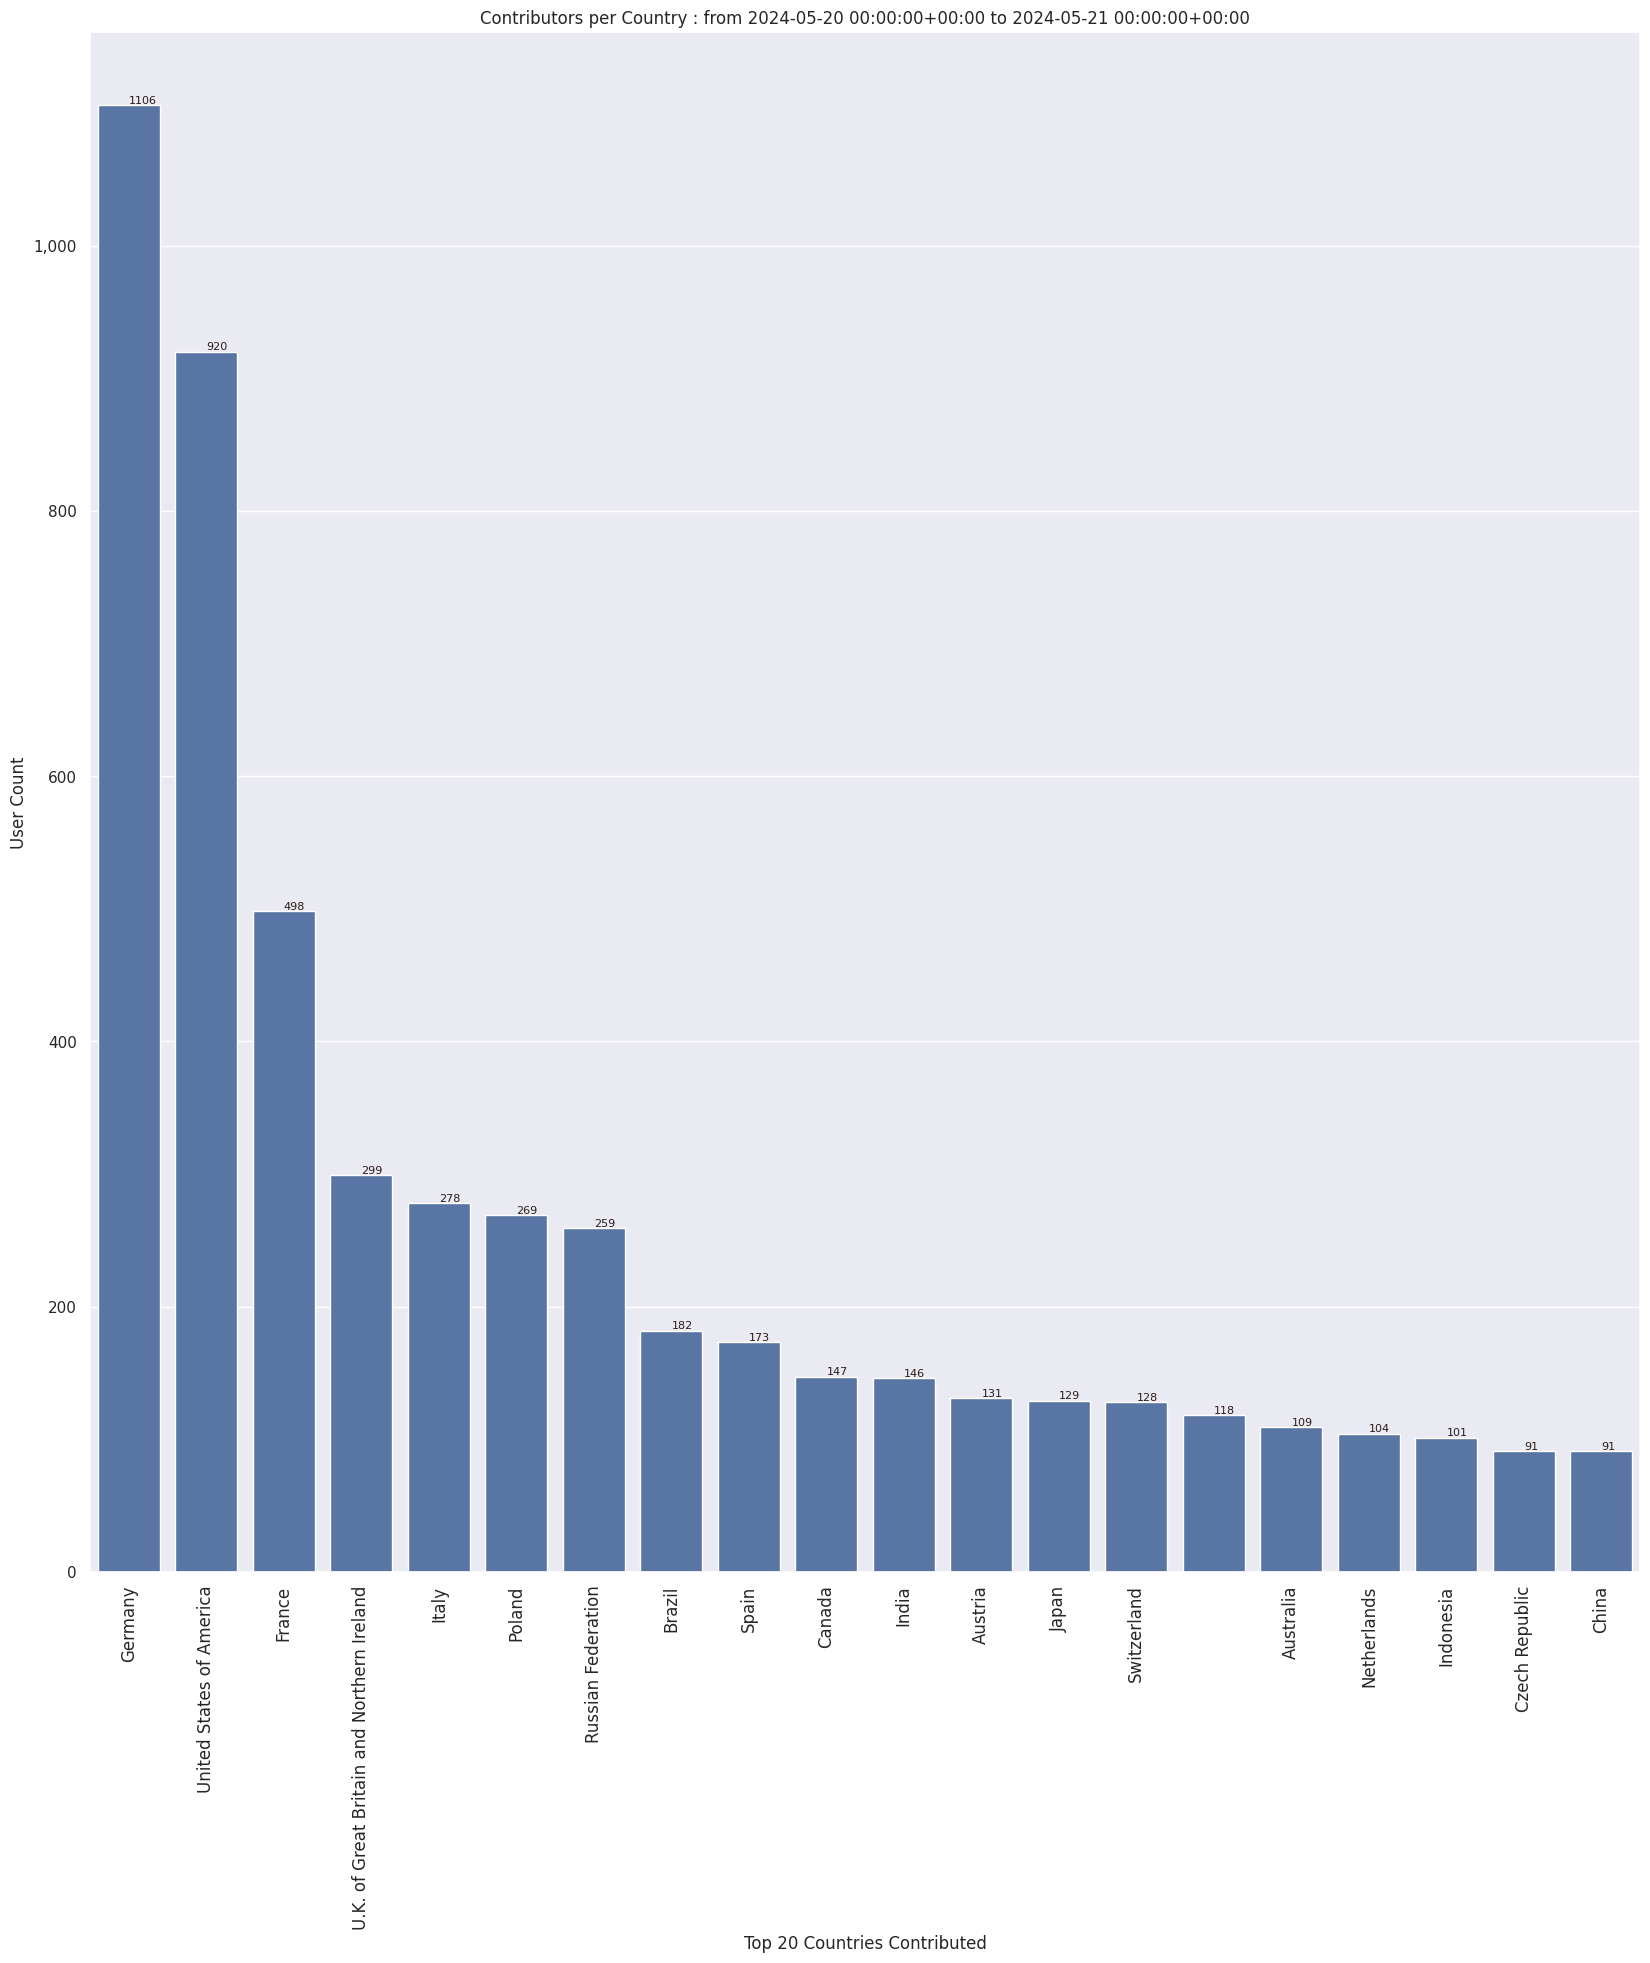 Contributors per Country : from 2024-05-20 00:00:00+00:00 to 2024-05-21 00:00:00+00:00
User Count
1,000
800
600
400
200
0
1106
920
498
299
278
269
259
182
173
147
146
131
129
128
118
109
104
101
91
91
Germany
United States of America
France
U.K. of Great Britain and Northern Ireland
Italy
Poland
Russian Federation
Brazil
Spain
Canada
India
Austria
Japan
Switzerland
Australia
Netherlands
Indonesia
Czech Republic
China
Top 20 Countries Contributed